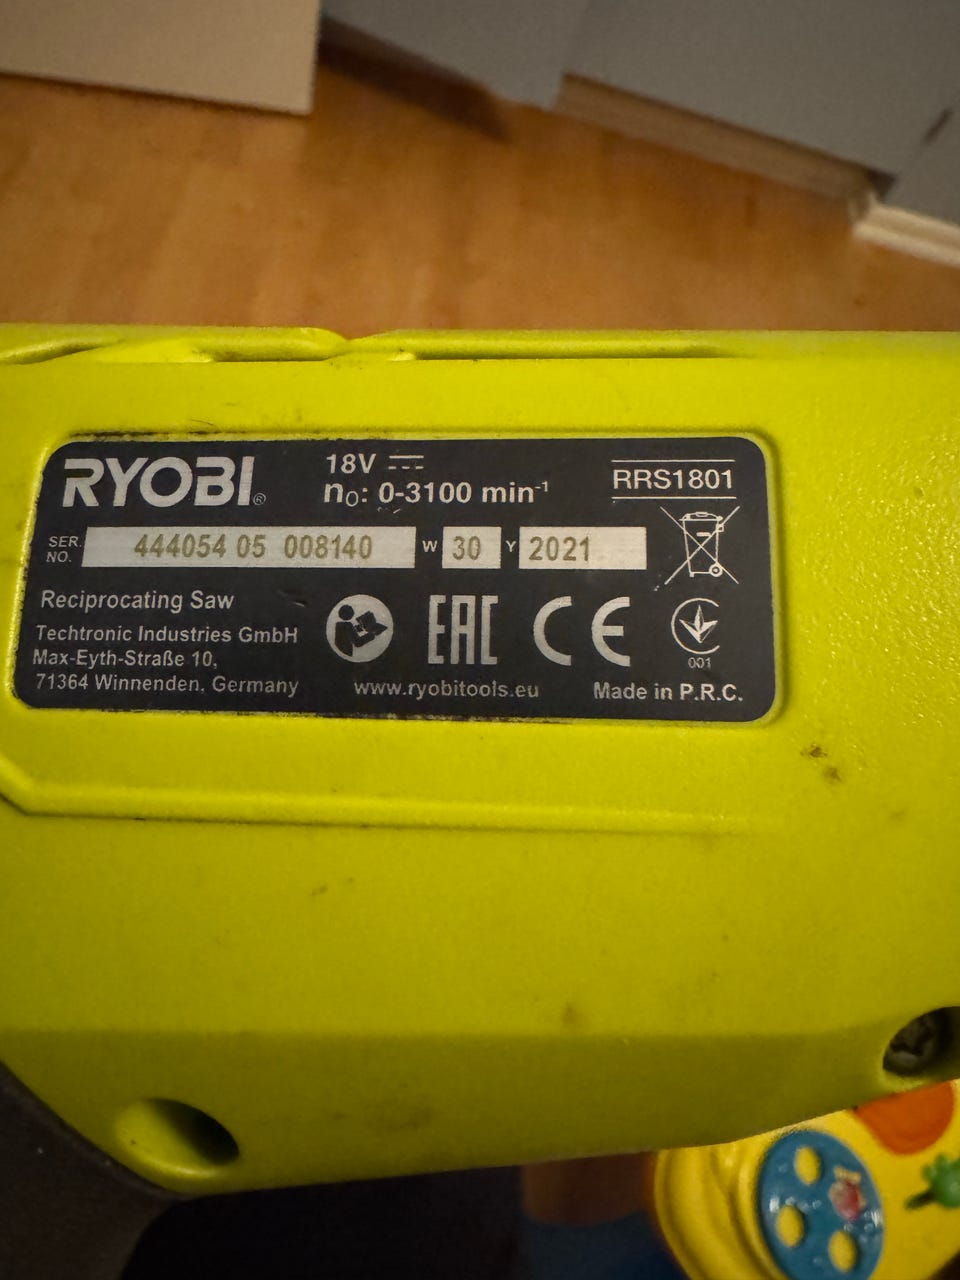 RYOBI®
18V
n0: 0-3100 min-1
RRS1801
SER. NO. 444054 05 008140 W 30 Y 2021
Reciprocating Saw
Techtronic Industries GmbH
Max-Eyth-Straße 10,
71364 Winnenden, Germany
EAC
CE
001
www.ryobitools.eu
Made in P.R.C.